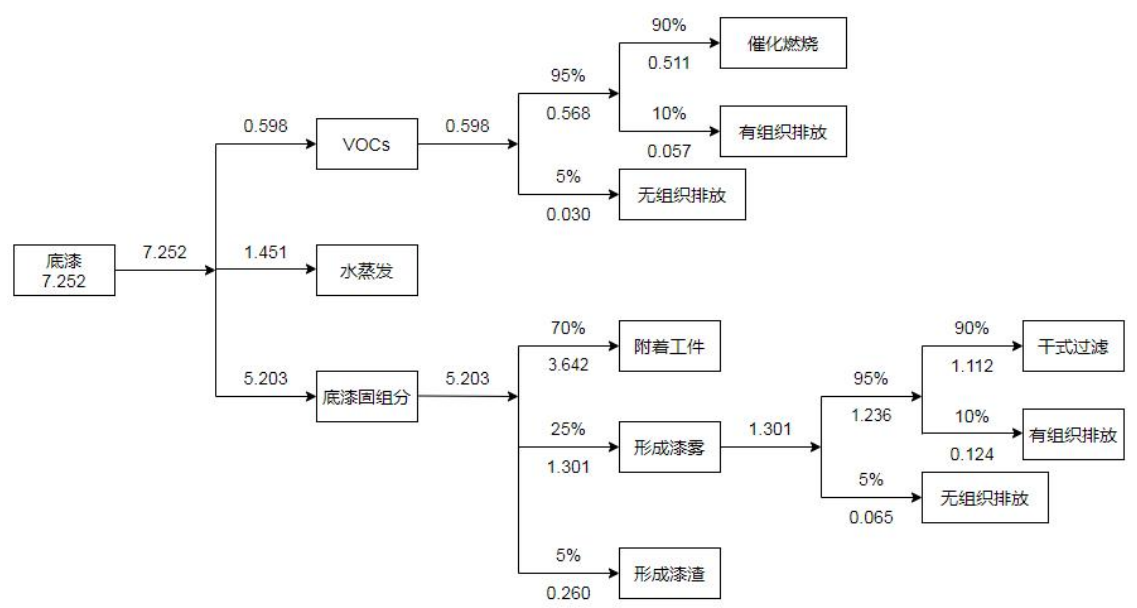 90%
催化燃烧
0.511
95%
0.568
10%
有组织排放
0.057
0.598
VOCs
0.598
5%
无组织排放
0.030
底漆
7.252
7.252
1.451
水蒸发
70%
附着工件
3.642
90%
干式过滤
1.112
5.203
底漆固组分
5.203
95%
1.236
10%
有组织排放
0.124
25%
形成漆雾
1.301
1.301
5%
无组织排放
0.065
5%
形成漆渣
0.260